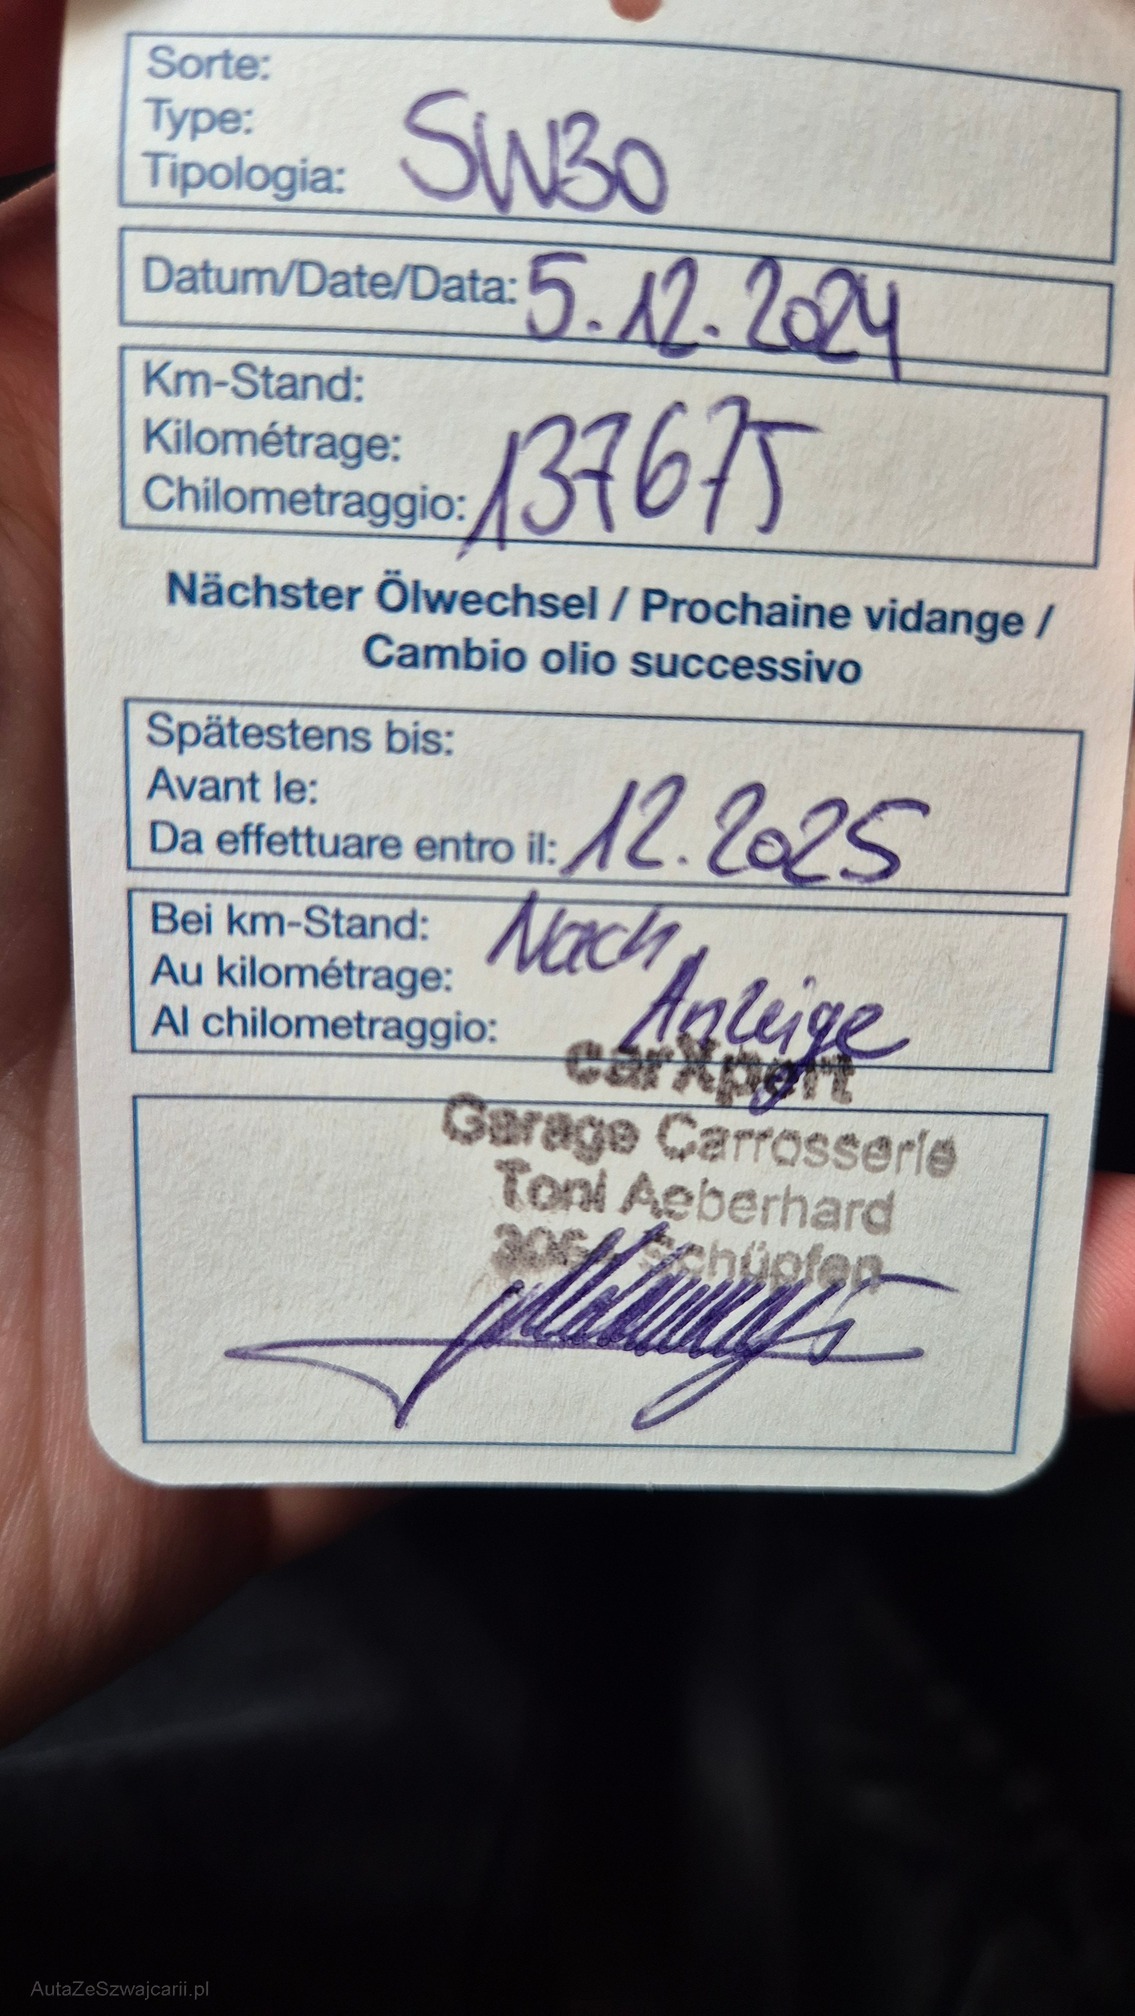 Sorte:
Type:
Tipologia: SW30
Datum/Date/Data: 5.12.2024
Km-Stand:
Kilométrage:
Chilometraggio: 137675
Nächster Ölwechsel / Prochaine vidange /
Cambio olio successivo
Spätestens bis:
Avant le:
Da effettuare entro il: 12.2025
Bei km-Stand: Nach
Au kilométrage:
Al chilometraggio: Anzeige
carXpert
Garage Carrosserie
Toni Aeberhard
Schüpfen
AutaZeSzwajcarii.pl